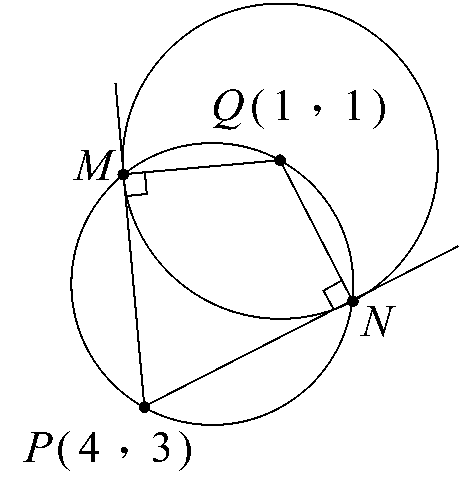 Q(1，1)
M
N
P(4，3)